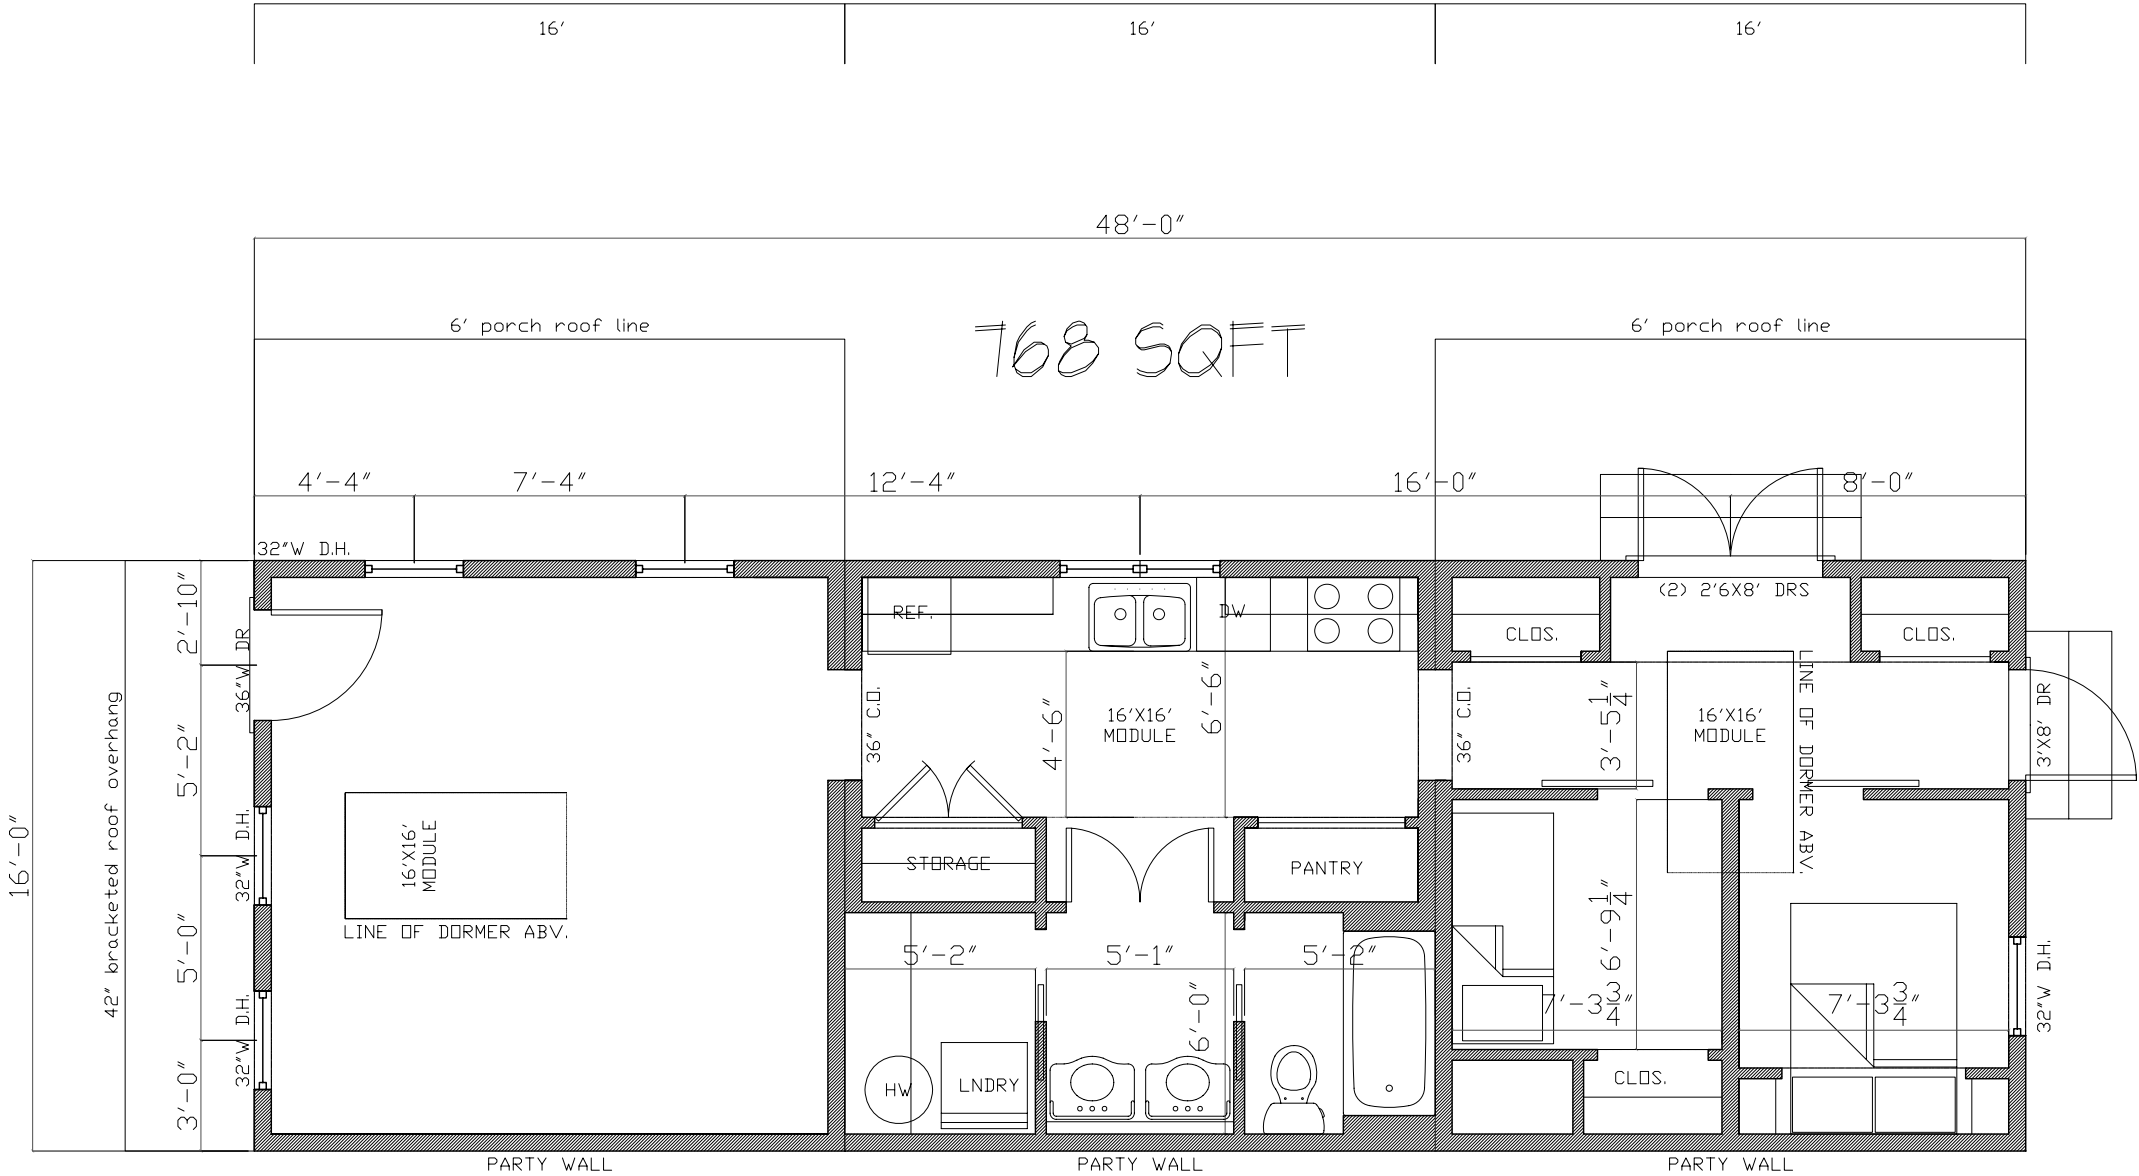 16′
16′
16′
48′-0″
6′ porch roof line
768 SQFT
6′ porch roof line
4′-4″
7′-4″
12′-4″
16′-0″
8′-0″
32″W D.H.
2′-10″
36″W DR
5′-2″
32″W D.H.
5′-0″
32″W D.H.
3′-0″
16′-0″
42″ bracketed roof overhang
16′X16′
MODULE
LINE OF DORMER ABV.
REF.
DW
36″ C.O.
4′-6″
16′X16′
MODULE
6′-6″
36″ C.O.
STORAGE
PANTRY
5′-2″
5′-1″
5′-2″
6′-0″
HW
LNDRY
(2) 2′6X8′ DRS
CLOS.
CLOS.
3′-5 1/4″
16′X16′
MODULE
LINE OF DORMER ABV.
3′X8′ DR
6′-9 1/4″
7′-3 3/4″
7′-3 3/4″
32″W D.H.
CLOS.
PARTY WALL
PARTY WALL
PARTY WALL